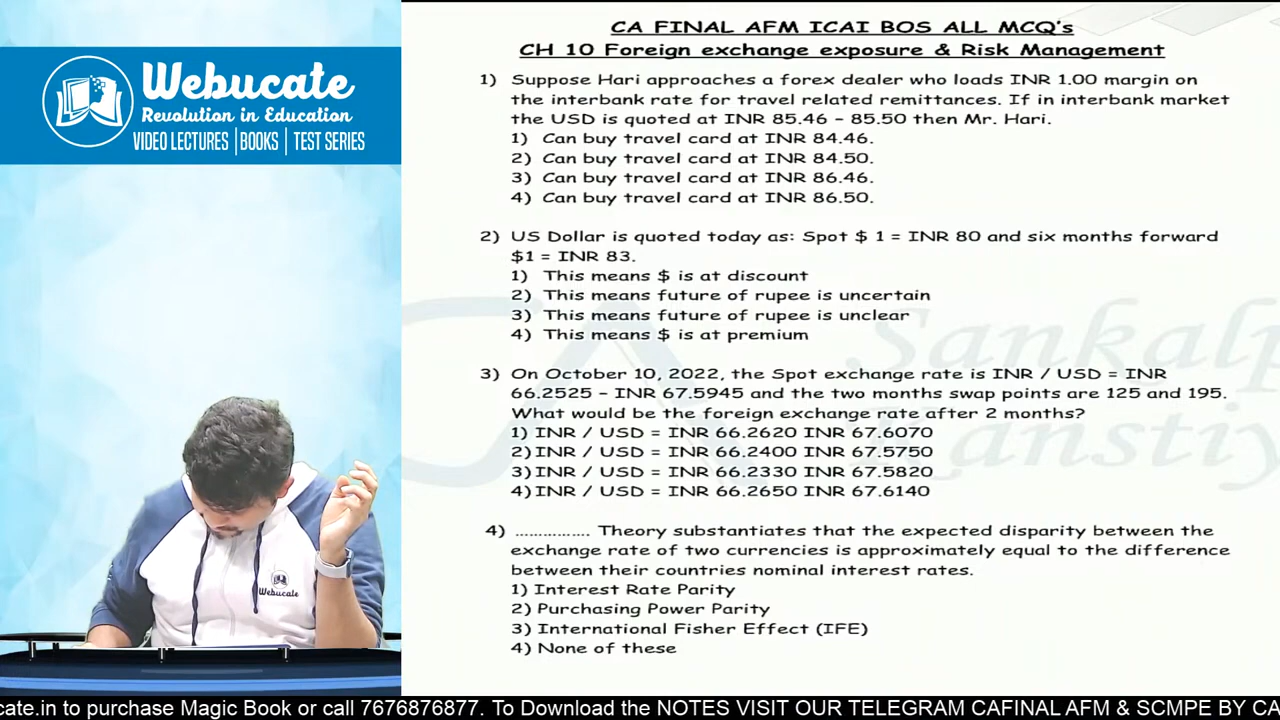 Webucate
Revolution in Education
VIDEO LECTURES | BOOKS | TEST SERIES
CA FINAL AFM ICAI BOS ALL MCQ's
CH 10 Foreign exchange exposure & Risk Management
1) Suppose Hari approaches a forex dealer who loads INR 1.00 margin on
the interbank rate for travel related remittances. If in interbank market
the USD is quoted at INR 85.46 – 85.50 then Mr. Hari.
1) Can buy travel card at INR 84.46.
2) Can buy travel card at INR 84.50.
3) Can buy travel card at INR 86.46.
4) Can buy travel card at INR 86.50.
2) US Dollar is quoted today as: Spot $ 1 = INR 80 and six months forward
$1 = INR 83.
1) This means $ is at discount
2) This means future of rupee is uncertain
3) This means future of rupee is unclear
4) This means $ is at premium
3) On October 10, 2022, the Spot exchange rate is INR / USD = INR
66.2525 – INR 67.5945 and the two months swap points are 125 and 195.
What would be the foreign exchange rate after 2 months?
1) INR / USD = INR 66.2620 INR 67.6070
2) INR / USD = INR 66.2400 INR 67.5750
3) INR / USD = INR 66.2330 INR 67.5820
4) INR / USD = INR 66.2650 INR 67.6140
4) ................ Theory substantiates that the expected disparity between the
exchange rate of two currencies is approximately equal to the difference
between their countries nominal interest rates.
1) Interest Rate Parity
2) Purchasing Power Parity
3) International Fisher Effect (IFE)
4) None of these
CA Sankalp
Kanstiy
Webucate
cate.in to purchase Magic Book or call 7676876877. To Download the NOTES VISIT OUR TELEGRAM CAFINAL AFM & SCMPE BY CA